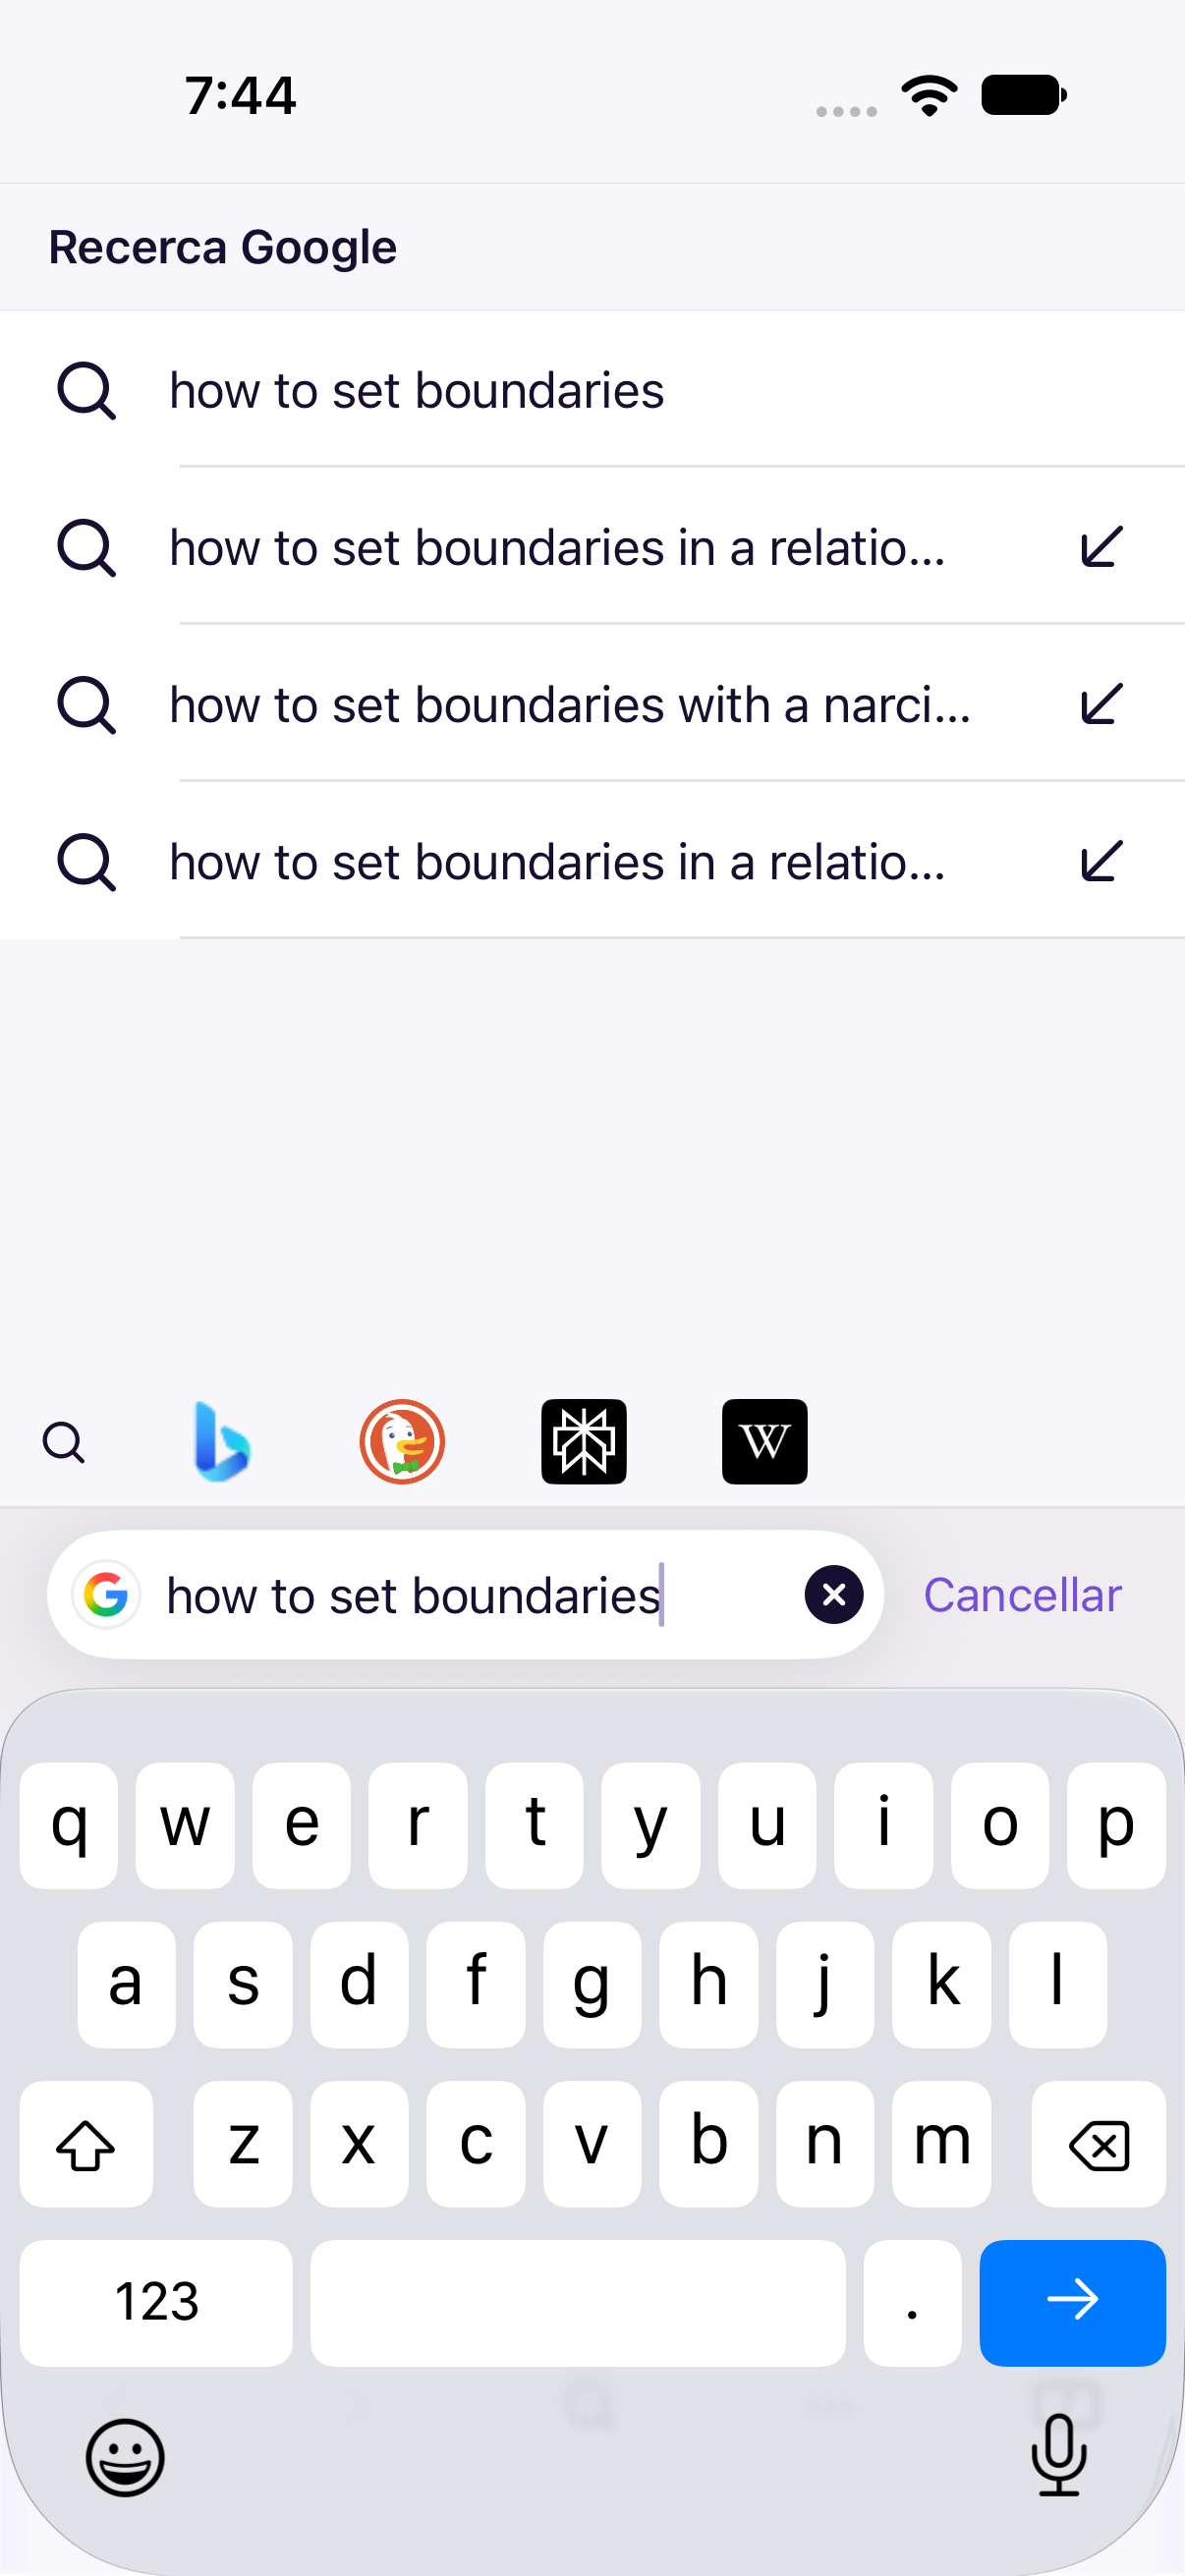 7:44
Recerca Google
how to set boundaries
how to set boundaries in a relatio...
how to set boundaries with a narci...
how to set boundaries in a relatio...
W
how to set boundaries
Cancellar
q w e r t y u i o p
a s d f g h j k l
z x c v b n m
123 .